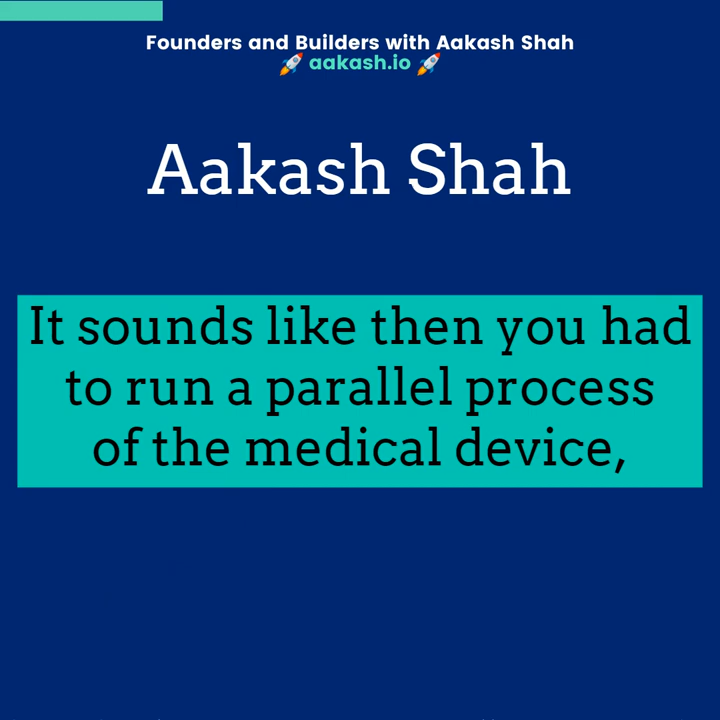 Founders and Builders with Aakash Shah
🚀 aakash.io 🚀
Aakash Shah
It sounds like then you had
to run a parallel process
of the medical device,